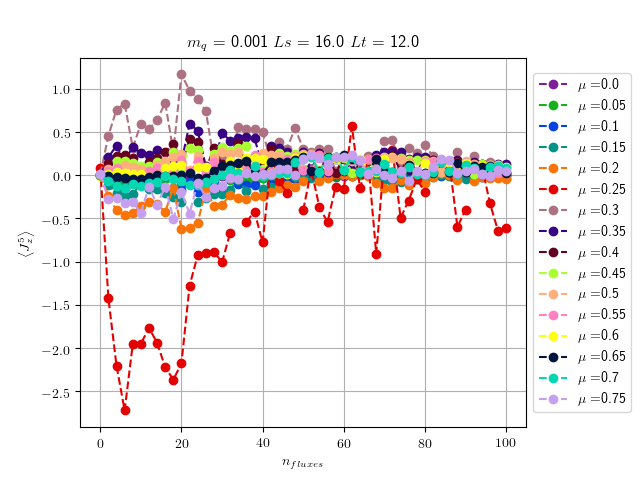 m_q = 0.001 Ls = 16.0 Lt = 12.0
1.0
0.5
0.0
−0.5
−1.0
−1.5
−2.0
−2.5
⟨J_z^5⟩
0 20 40 60 80 100
n_{fluxes}
μ =0.0
μ =0.05
μ =0.1
μ =0.15
μ =0.2
μ =0.25
μ =0.3
μ =0.35
μ =0.4
μ =0.45
μ =0.5
μ =0.55
μ =0.6
μ =0.65
μ =0.7
μ =0.75